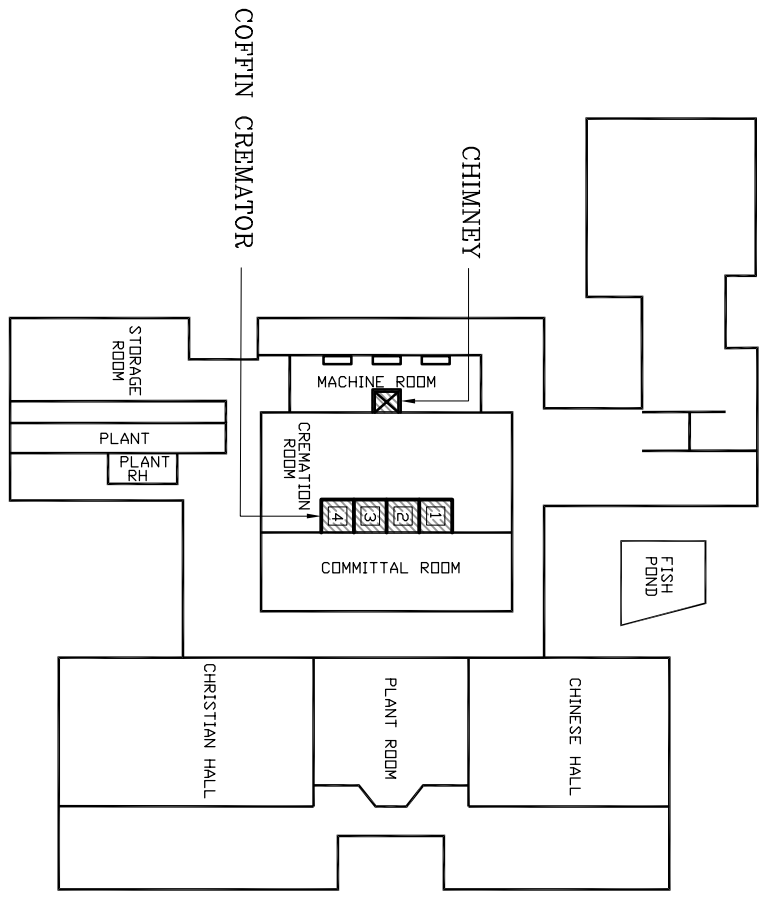 COFFIN CREMATOR
CHIMNEY
STORAGE
ROOM
MACHINE ROOM
PLANT
PLANT
RH
CREMATION
ROOM
4 3 2 1
COMMITTAL ROOM
FISH
POND
CHRISTIAN HALL
PLANT ROOM
CHINESE HALL